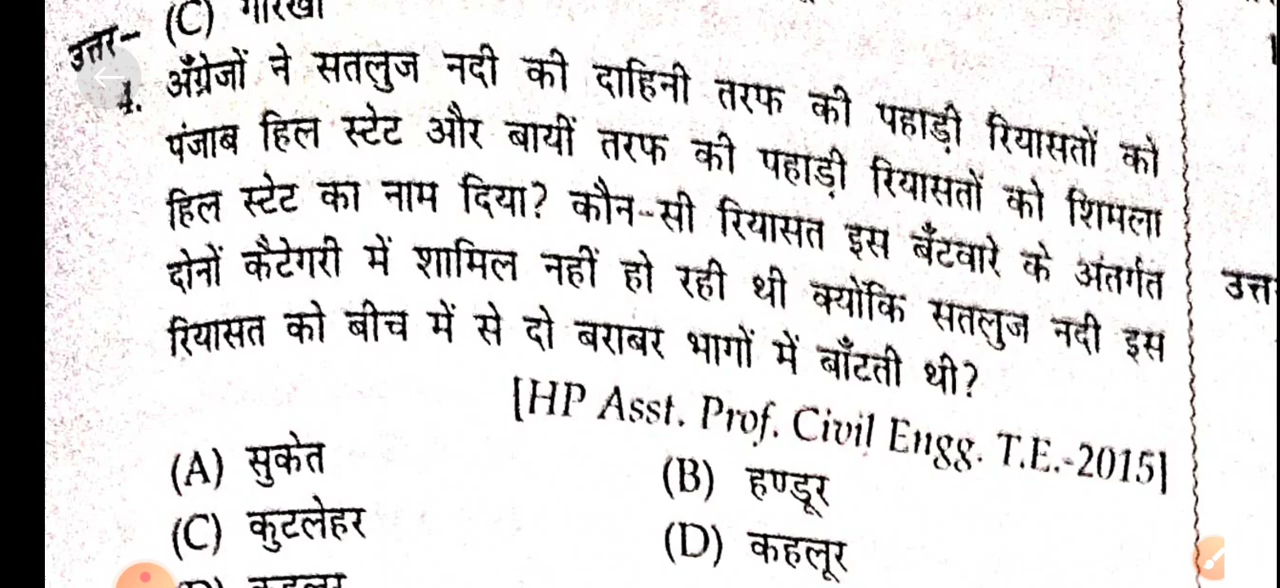 उत्तर– (C) गोरखा
4. अँग्रेजों ने सतलुज नदी की दाहिनी तरफ की पहाड़ी रियासतों को
पंजाब हिल स्टेट और बायीं तरफ की पहाड़ी रियासतों को शिमला
हिल स्टेट का नाम दिया? कौन-सी रियासत इस बँटवारे के अंतर्गत
दोनों कैटेगरी में शामिल नहीं हो रही थी क्योकि सतलुज नदी इस
रियासत को बीच में से दो बराबर भागों में बाँटती थी?
[HP Asst. Prof. Civil Engg. T.E.-2015]
(A) सुकेत (B) हण्डूर
(C) कुटलेहर (D) कहलूर
उत्त